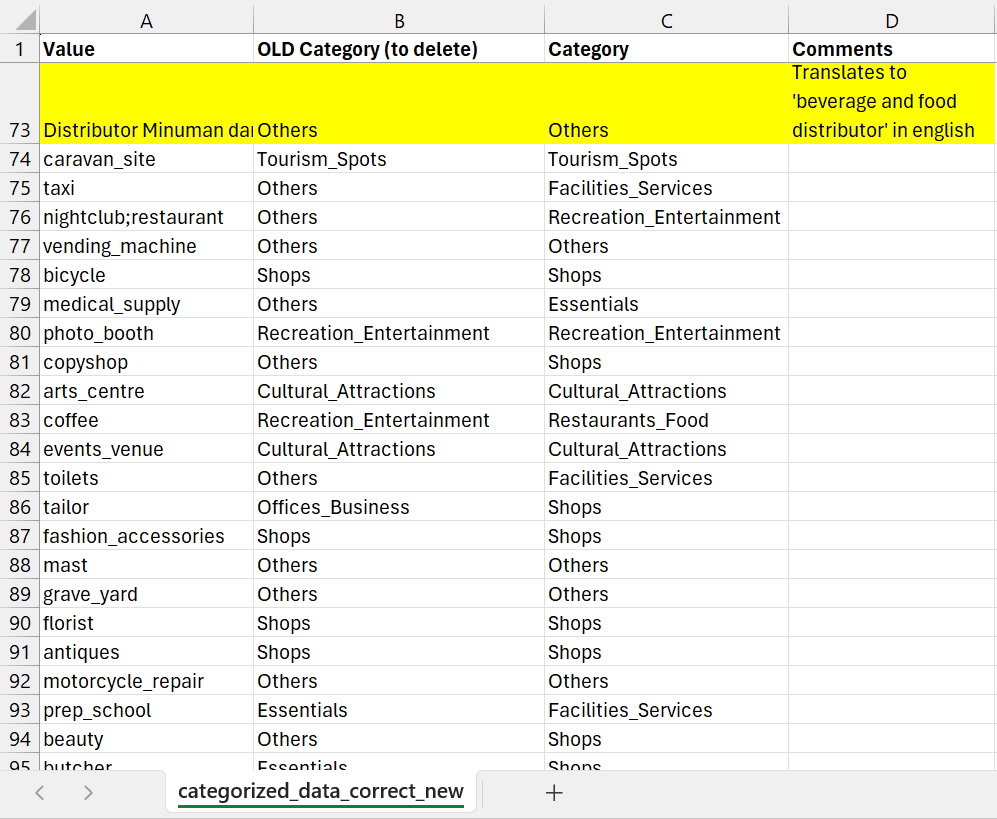 A B C D
1 Value OLD Category (to delete) Category Comments
Translates to
'beverage and food
73 Distributor Minuman dan Others Others distributor' in english
74 caravan_site Tourism_Spots Tourism_Spots
75 taxi Others Facilities_Services
76 nightclub;restaurant Others Recreation_Entertainment
77 vending_machine Others Others
78 bicycle Shops Shops
79 medical_supply Others Essentials
80 photo_booth Recreation_Entertainment Recreation_Entertainment
81 copyshop Others Shops
82 arts_centre Cultural_Attractions Cultural_Attractions
83 coffee Recreation_Entertainment Restaurants_Food
84 events_venue Cultural_Attractions Cultural_Attractions
85 toilets Others Facilities_Services
86 tailor Offices_Business Shops
87 fashion_accessories Shops Shops
88 mast Others Others
89 grave_yard Others Others
90 florist Shops Shops
91 antiques Shops Shops
92 motorcycle_repair Others Others
93 prep_school Essentials Facilities_Services
94 beauty Others Shops
95 butcher Essentials Shops
categorized_data_correct_new